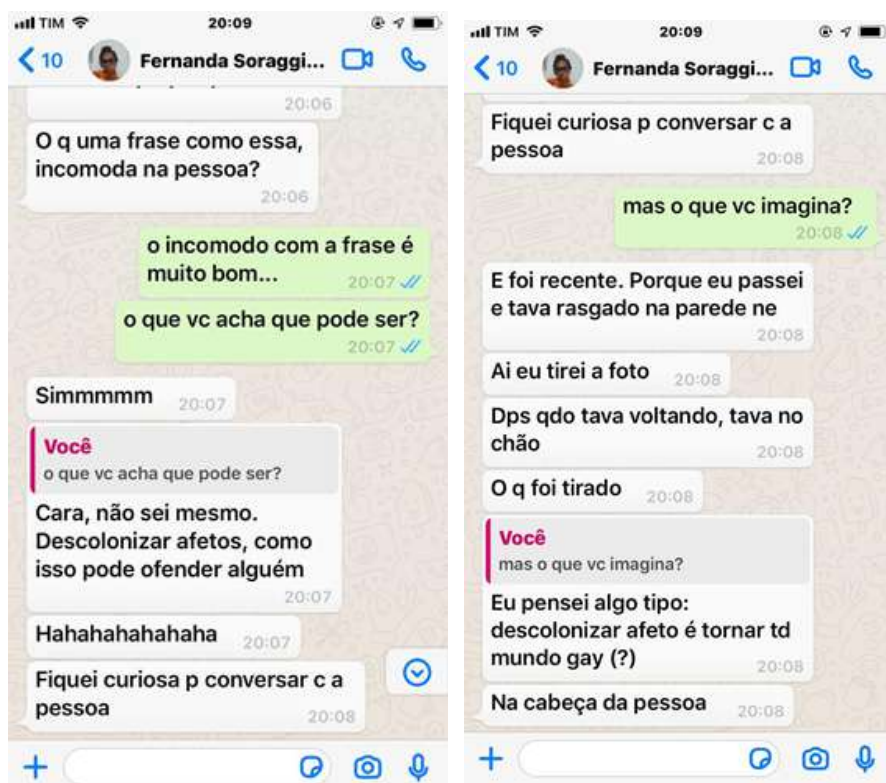 TIM
20:09
10
Fernanda Soraggi...
20:06
O q uma frase como essa,
incomoda na pessoa?
20:06
o incomodo com a frase é
muito bom...
20:07
o que vc acha que pode ser?
20:07
Simmmmm
20:07
Você
o que vc acha que pode ser?
Cara, não sei mesmo.
Descolonizar afetos, como
isso pode ofender alguém
20:07
Hahahahahahaha
20:07
Fiquei curiosa p conversar c a
pessoa
20:08
TIM
20:09
10
Fernanda Soraggi...
Fiquei curiosa p conversar c a
pessoa
20:08
mas o que vc imagina?
20:08
E foi recente. Porque eu passei
e tava rasgado na parede ne
20:08
Ai eu tirei a foto
20:08
Dps qdo tava voltando, tava no
chão
20:08
O q foi tirado
20:08
Você
mas o que vc imagina?
Eu pensei algo tipo:
descolonizar afeto é tornar td
mundo gay (?)
20:08
Na cabeça da pessoa
20:08